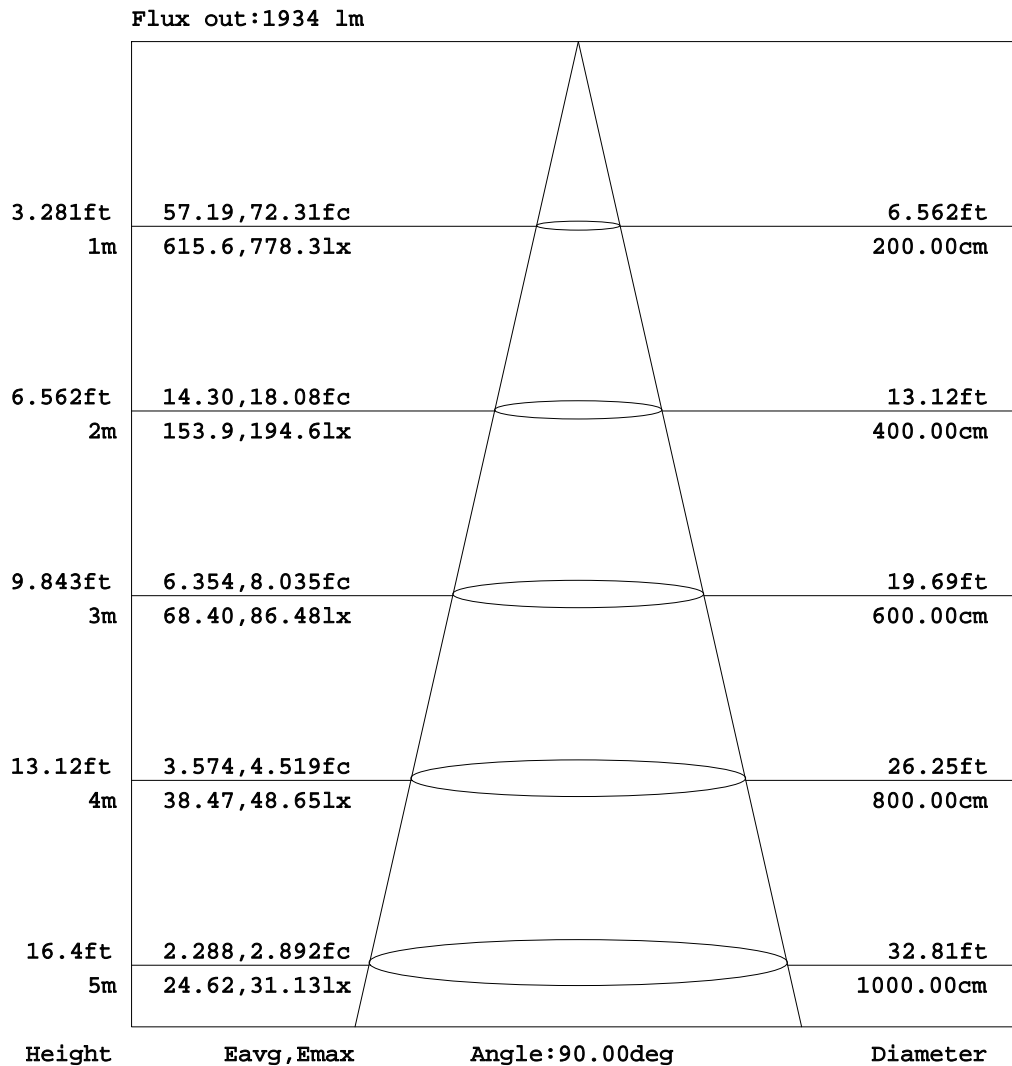 Flux out:1934 lm
3.281ft 57.19,72.31fc 6.562ft
1m 615.6,778.3lx 200.00cm
6.562ft 14.30,18.08fc 13.12ft
2m 153.9,194.6lx 400.00cm
9.843ft 6.354,8.035fc 19.69ft
3m 68.40,86.48lx 600.00cm
13.12ft 3.574,4.519fc 26.25ft
4m 38.47,48.65lx 800.00cm
16.4ft 2.288,2.892fc 32.81ft
5m 24.62,31.13lx 1000.00cm
Height Eavg,Emax Angle:90.00deg Diameter